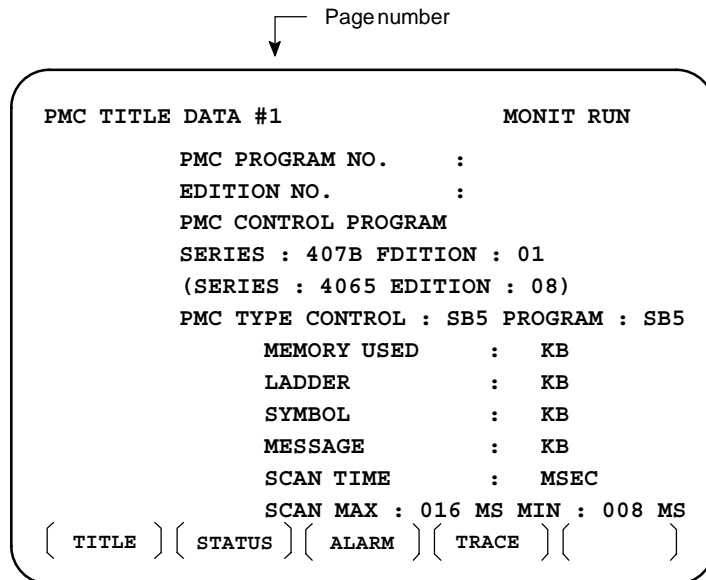 Page number
PMC TITLE DATA #1 MONIT RUN
PMC PROGRAM NO. :
EDITION NO. :
PMC CONTROL PROGRAM
SERIES : 407B FDITION : 01
(SERIES : 4065 EDITION : 08)
PMC TYPE CONTROL : SB5 PROGRAM : SB5
MEMORY USED : KB
LADDER : KB
SYMBOL : KB
MESSAGE : KB
SCAN TIME : MSEC
SCAN MAX : 016 MS MIN : 008 MS
TITLE STATUS ALARM TRACE